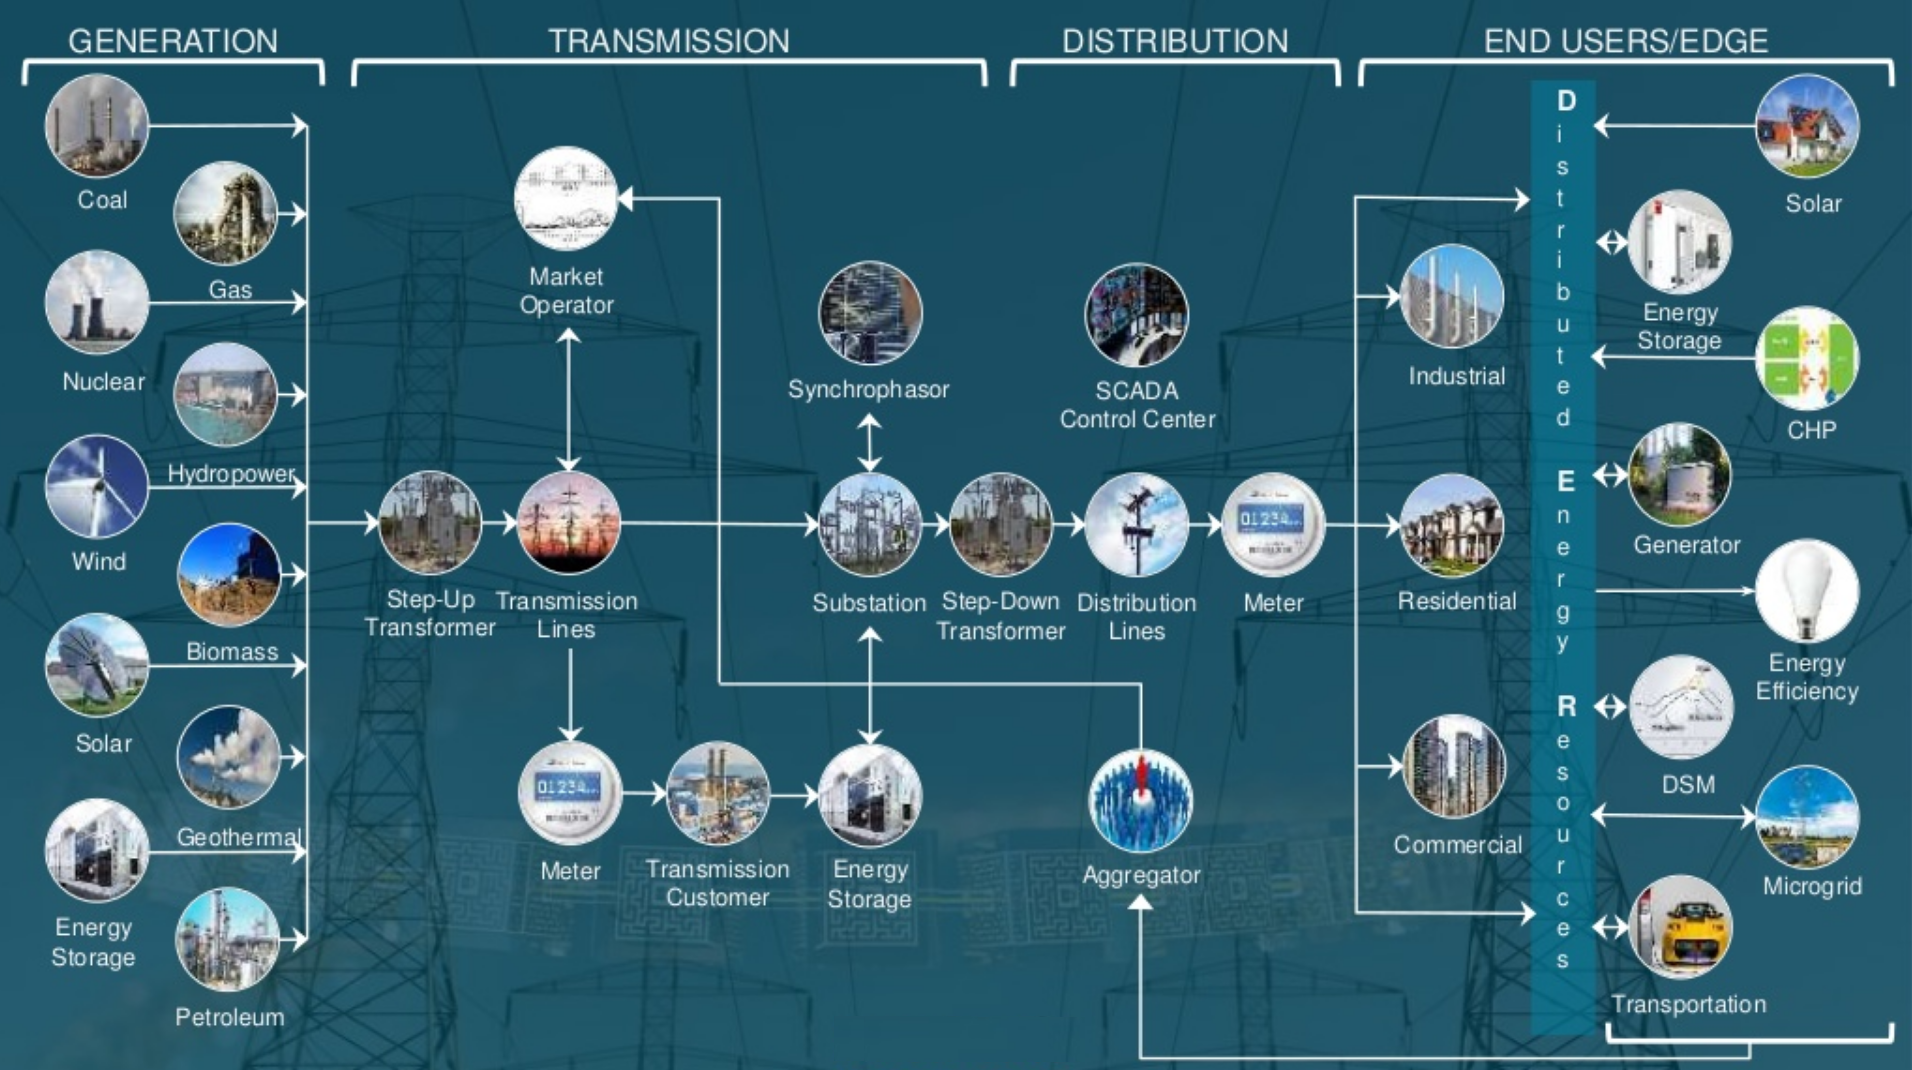 GENERATION
TRANSMISSION
DISTRIBUTION
END USERS/EDGE
Coal
Gas
Nuclear
Hydropower
Wind
Biomass
Solar
Geothermal
Energy
Storage
Petroleum
Market
Operator
Step-Up
Transformer
Transmission
Lines
Meter
01234
Transmission
Customer
Synchrophasor
Substation
Energy
Storage
SCADA
Control Center
Step-Down
Transformer
Distribution
Lines
Meter
01234
Aggregator
Industrial
Residential
Commercial
Distributed
Energy
Resources
Solar
Energy
Storage
CHP
Generator
Energy
Efficiency
DSM
Microgrid
Transportation